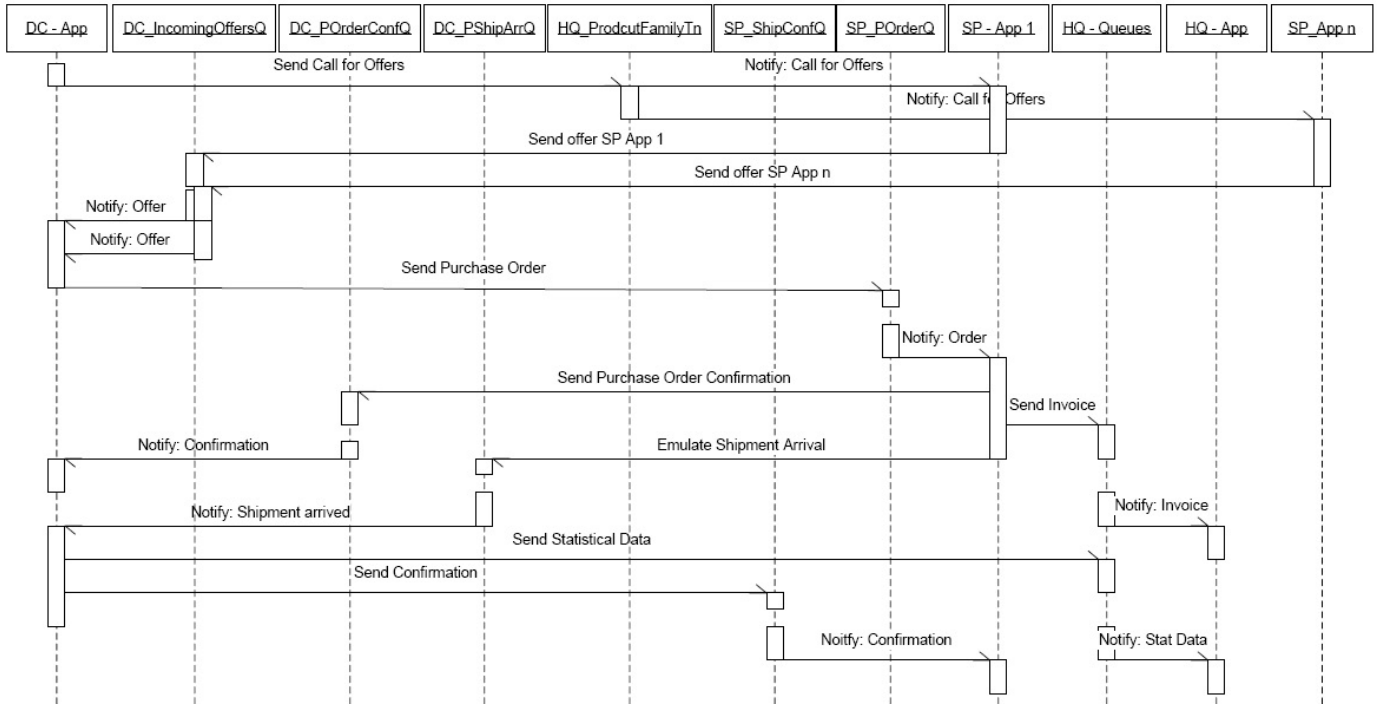 DC - App
DC_IncomingOffersQ
DC_POrderConfQ
DC_PShipArrQ
HQ_ProdcutFamilyTn
SP_ShipConfQ
SP_POrderQ
SP - App 1
HQ - Queues
HQ - App
SP_App n
Send Call for Offers
Notify: Call for Offers
Notify: Call for Offers
Send offer SP App 1
Send offer SP App n
Notify: Offer
Notify: Offer
Send Purchase Order
Notify: Order
Send Purchase Order Confirmation
Send Invoice
Notify: Confirmation
Emulate Shipment Arrival
Notify: Shipment arrived
Notify: Invoice
Send Statistical Data
Send Confirmation
Noitfy: Confirmation
Notify: Stat Data